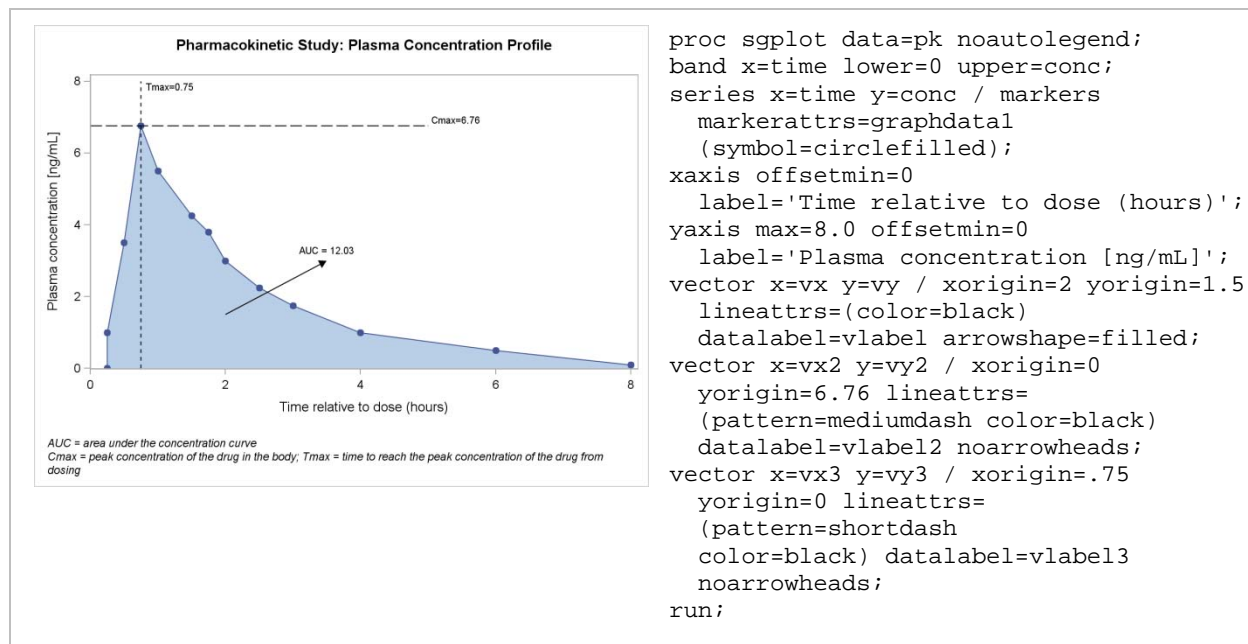 Pharmacokinetic Study: Plasma Concentration Profile
Plasma concentration [ng/mL]
8
6
4
2
0
Tmax=0.75
Cmax=6.76
AUC = 12.03
0 2 4 6 8
Time relative to dose (hours)
AUC = area under the concentration curve
Cmax = peak concentration of the drug in the body; Tmax = time to reach the peak concentration of the drug from
dosing
proc sgplot data=pk noautolegend;
band x=time lower=0 upper=conc;
series x=time y=conc / markers
markerattrs=graphdata1
(symbol=circlefilled);
xaxis offsetmin=0
label='Time relative to dose (hours)';
yaxis max=8.0 offsetmin=0
label='Plasma concentration [ng/mL]';
vector x=vx y=vy / xorigin=2 yorigin=1.5
lineattrs=(color=black)
datalabel=vlabel arrowshape=filled;
vector x=vx2 y=vy2 / xorigin=0
yorigin=6.76 lineattrs=
(pattern=mediumdash color=black)
datalabel=vlabel2 noarrowheads;
vector x=vx3 y=vy3 / xorigin=.75
yorigin=0 lineattrs=
(pattern=shortdash
color=black) datalabel=vlabel3
noarrowheads;
run;